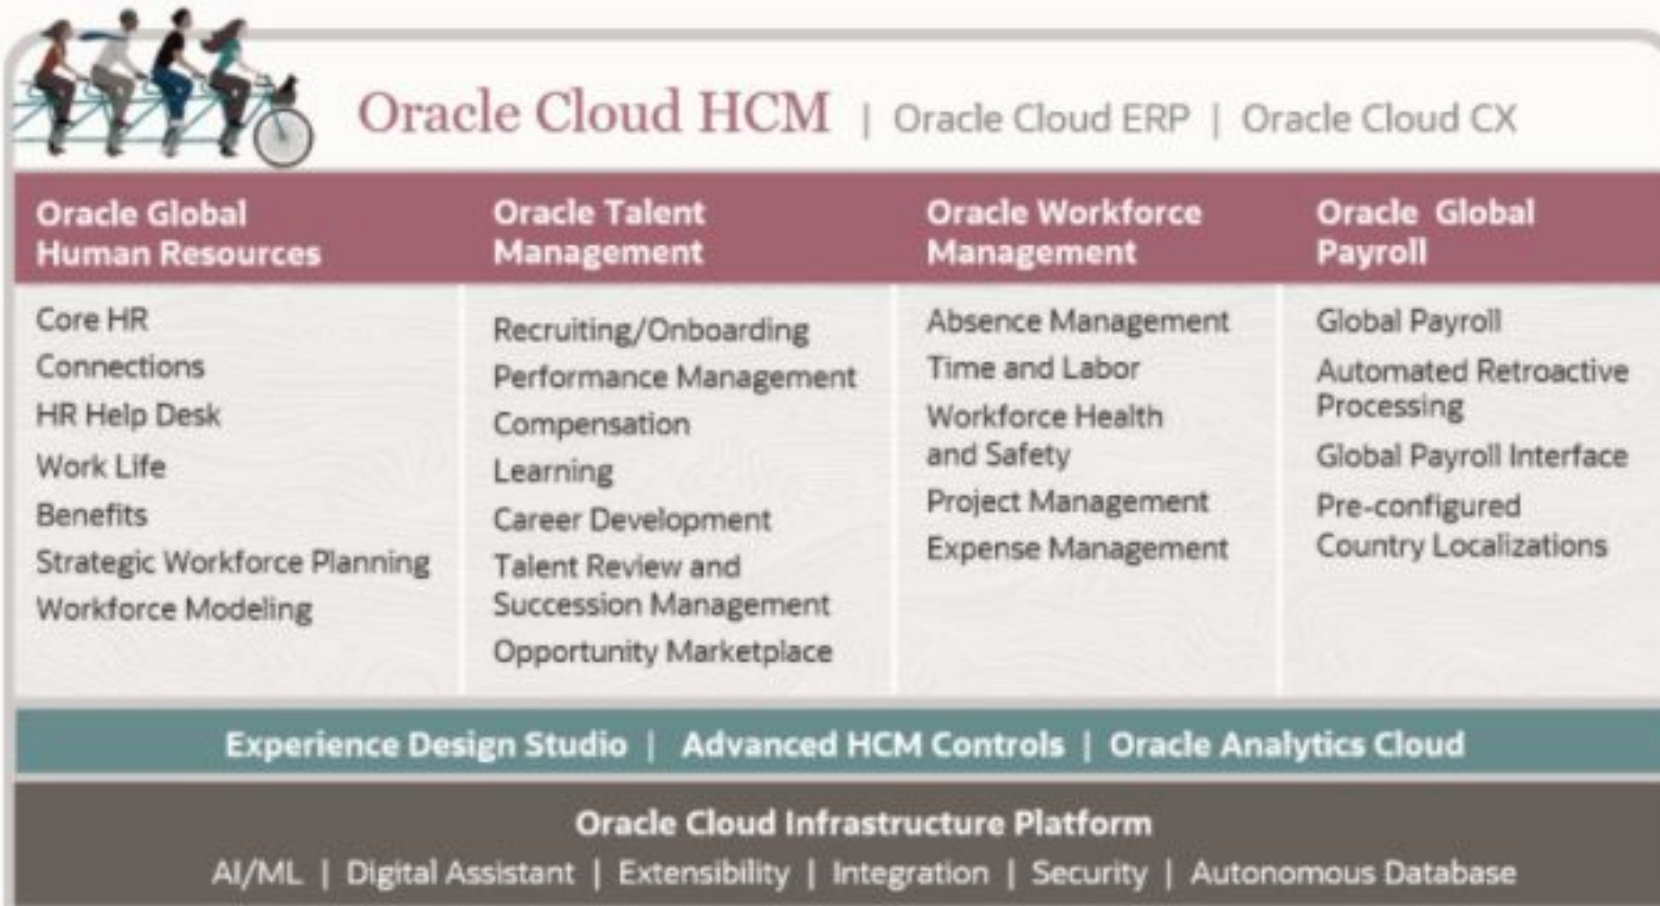 Oracle Cloud HCM | Oracle Cloud ERP | Oracle Cloud CX
Oracle Global
Human Resources
Core HR
Connections
HR Help Desk
Work Life
Benefits
Strategic Workforce Planning
Workforce Modeling
Oracle Talent
Management
Recruiting/Onboarding
Performance Management
Compensation
Learning
Career Development
Talent Review and
Succession Management
Opportunity Marketplace
Oracle Workforce
Management
Absence Management
Time and Labor
Workforce Health
and Safety
Project Management
Expense Management
Oracle Global
Payroll
Global Payroll
Automated Retroactive
Processing
Global Payroll Interface
Pre-configured
Country Localizations
Experience Design Studio | Advanced HCM Controls | Oracle Analytics Cloud
Oracle Cloud Infrastructure Platform
AI/ML | Digital Assistant | Extensibility | Integration | Security | Autonomous Database